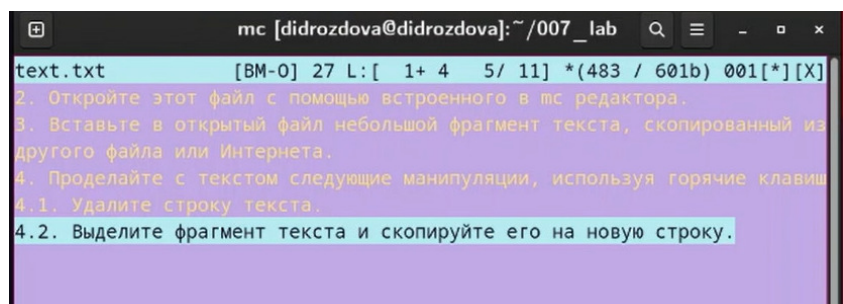 mc [didrozdova@didrozdova]:~/007_lab
text.txt [BM-O] 27 L:[ 1+ 4 5/ 11] *(483 / 601b) 001[*][X]
2. Откройте этот файл с помощью встроенного в mc редактора.
3. Вставьте в открытый файл небольшой фрагмент текста, скопированный из
другого файла или Интернета.
4. Проделайте с текстом следующие манипуляции, используя горячие клавиш
4.1. Удалите строку текста.
4.2. Выделите фрагмент текста и скопируйте его на новую строку.